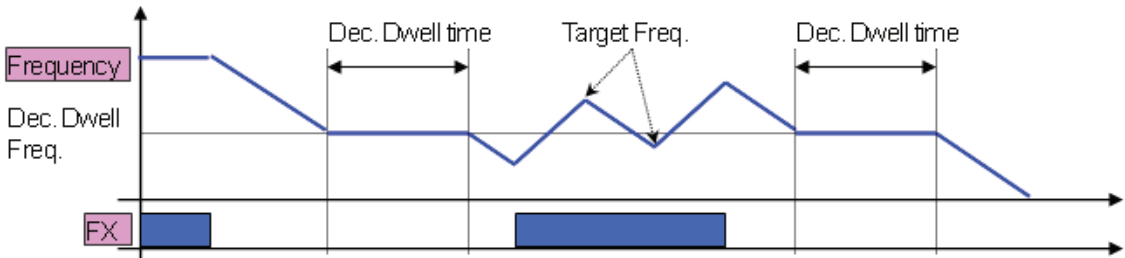 Dec. Dwell time
Target Freq.
Dec. Dwell time
Frequency
Dec. Dwell
Freq.
FX